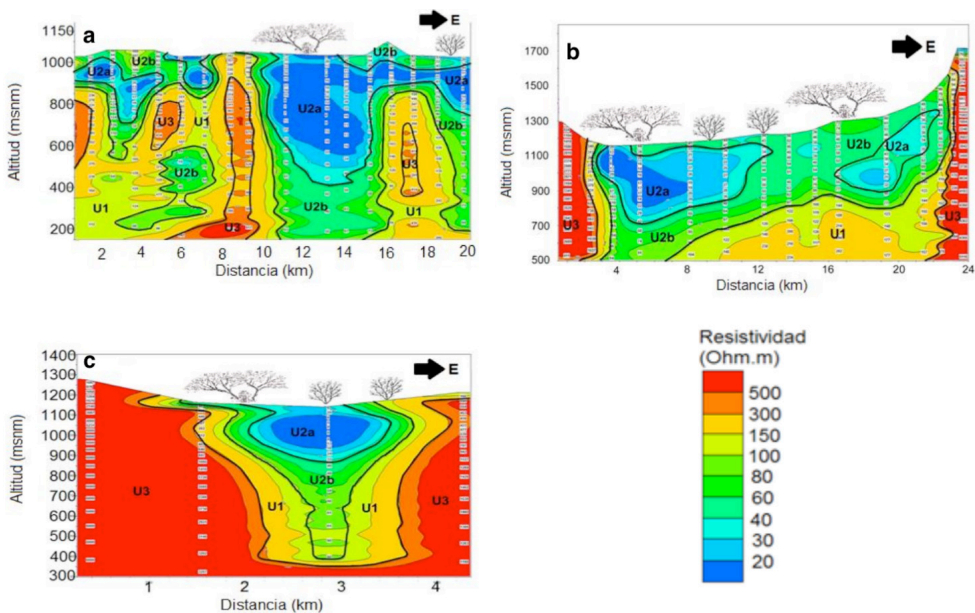 a
E
Altitud (msnm)
1150
1000
800
600
400
200
U2a
U2b
U3
U1
U2b
U1
U3
U2a
U2b
U3
U1
U2b
2 4 6 8 10 12 14 16 18 20
Distancia (km)
b
E
Altitud (msnm)
1700
1500
1300
1100
900
700
500
U3
U2a
U2b
U2b
U2a
U1
U3
4 8 12 16 20 24
Distancia (km)
c
E
Altitud (msnm)
1400
1300
1200
1100
1000
900
800
700
600
500
400
300
U3
U2a
U2b
U1
U1
U3
1 2 3 4
Distancia (km)
Resistividad
(Ohm.m)
500
300
150
100
80
60
40
30
20